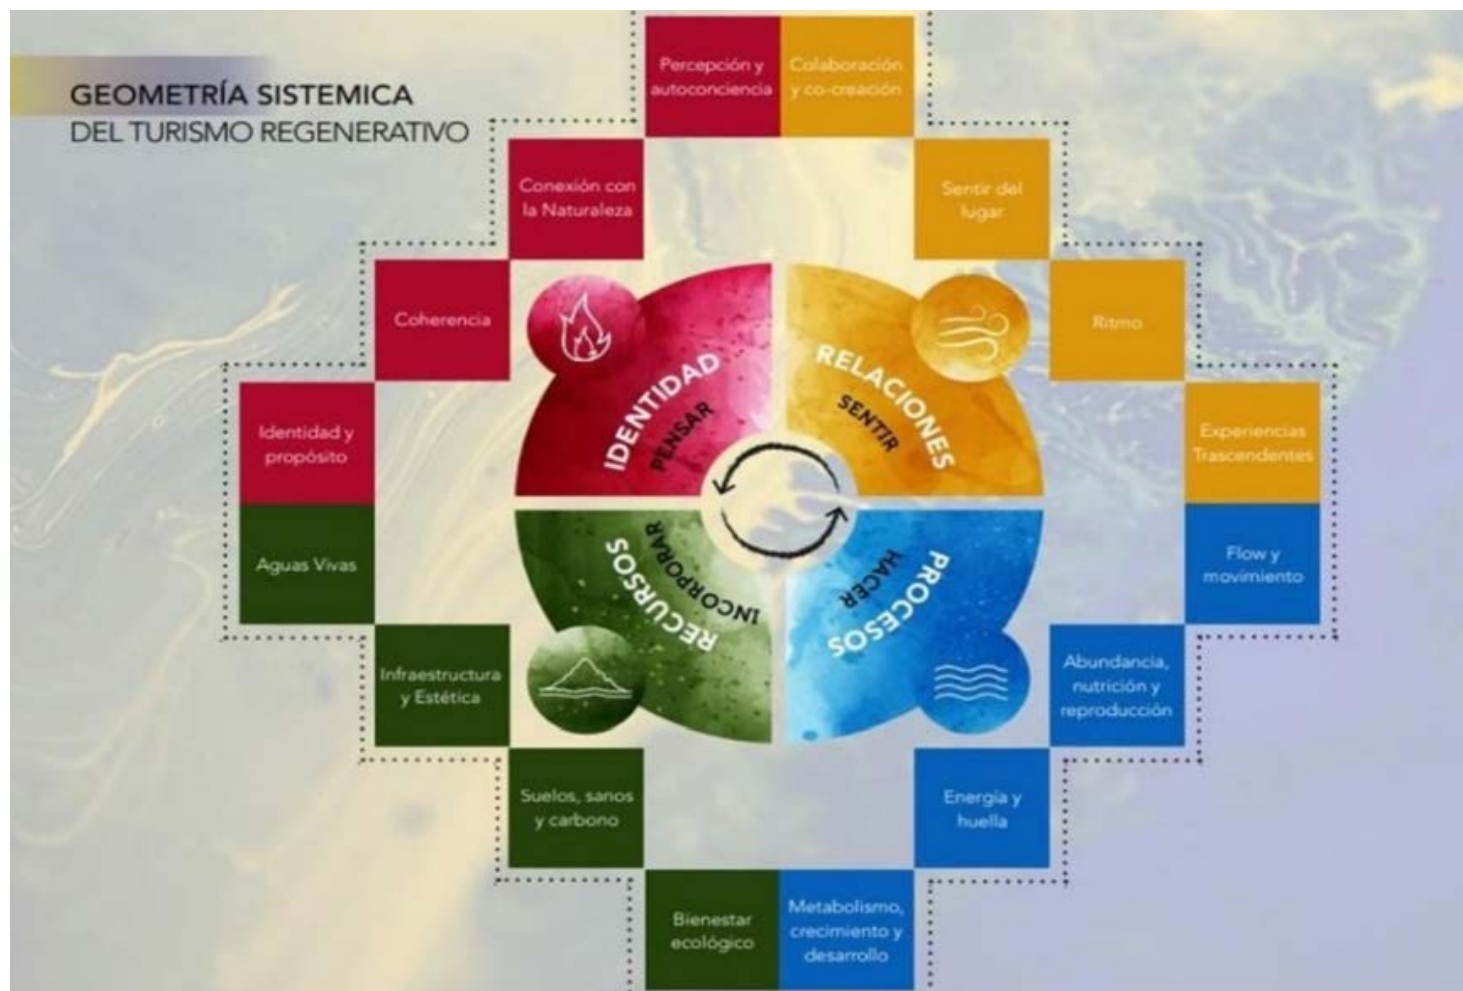 GEOMETRÍA SISTEMICA
DEL TURISMO REGENERATIVO
Percepción y
autoconciencia
Colaboración
y co-creación
Conexión con
la Naturaleza
Sentir del
lugar
Coherencia
Ritmo
Identidad y
propósito
Experiencias
Trascendentes
IDENTIDAD
PENSAR
RELACIONES
SENTIR
Aguas Vivas
Flow y
movimiento
RECURSOS
INCORPORAR
PROCESOS
HACER
Infraestructura
y Estética
Abundancia,
nutrición y
reproducción
Suelos, sanos
y carbono
Energía y
huella
Bienestar
ecológico
Metabolismo,
crecimiento y
desarrollo